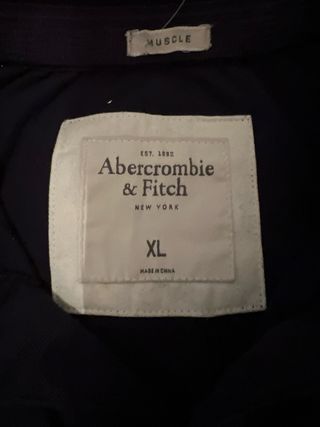 MUSCLE
EST. 1892
Abercrombie
& Fitch
NEW YORK
XL
MADE IN CHINA